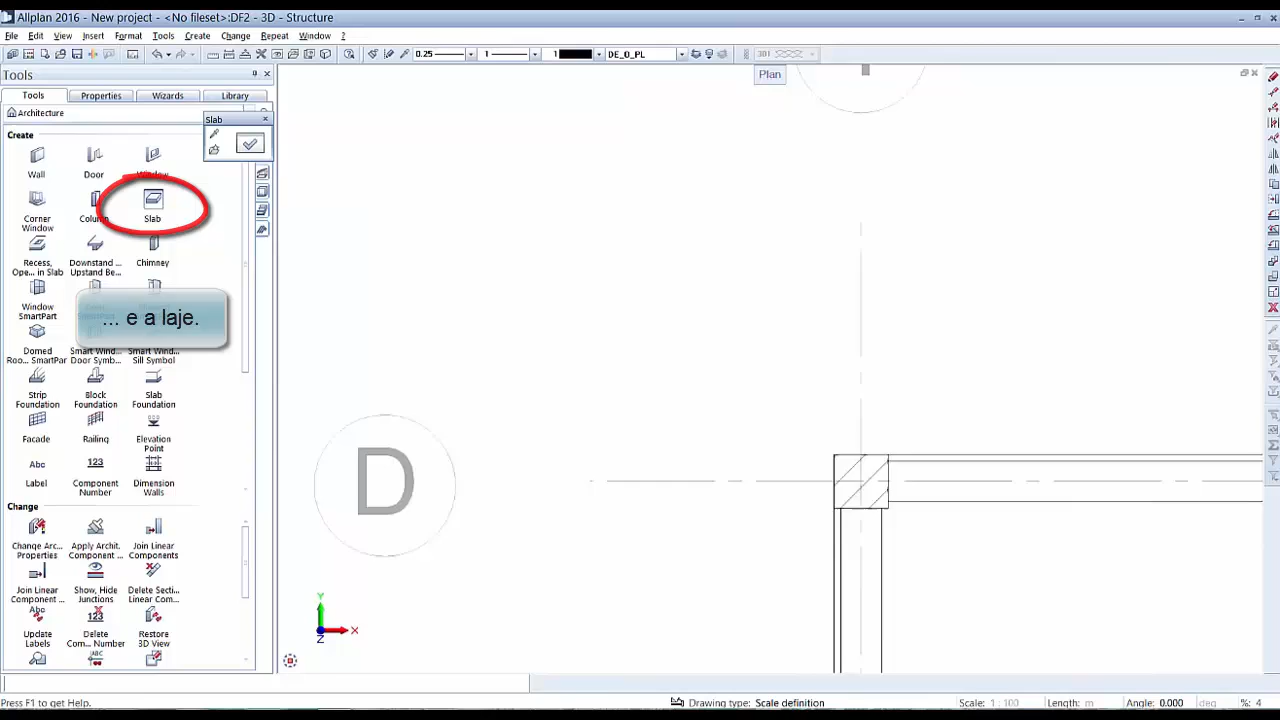 Allplan 2016 - New project - <No fileset>:DF2 - 3D - Structure
File Edit View Insert Format Tools Create Change Repeat Window ?
0.25 1 1 DE_0_PL 301
Tools
Plan
Tools Properties Wizards Library
Architecture
Slab
Create
Wall Door Window
Corner Window Column Slab
Recess, Ope... in Slab Downstand ... Upstand Be... Chimney
Window SmartPart
... e a laje.
Domed Roo... SmartPar Smart Wind... Door Symb... Smart Wind... Sill Symbol
Strip Foundation Block Foundation Slab Foundation
Facade Railing Elevation Point
Abc 123
Label Component Number Dimension Walls
D
Change
Change Arc... Properties Apply Archit. Component ... Join Linear Components
Join Linear Component ... Show, Hide Junctions Delete Secti... Linear Com...
Abc 123
Update Labels Delete Com... Number Restore 3D View
ABC
Y
X
Z
Press F1 to get Help. Drawing type: Scale definition Scale: 1 : 100 Length: m Angle: 0.000 deg %: 4